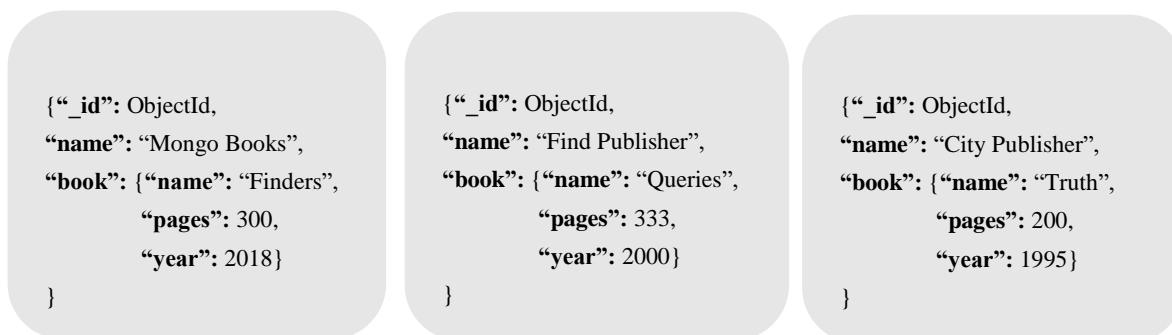 {“_id”: ObjectId,
“name”: “Mongo Books”,
“book”: {“name”: “Finders”,
“pages”: 300,
“year”: 2018}
}
{“_id”: ObjectId,
“name”: “Find Publisher”,
“book”: {“name”: “Queries”,
“pages”: 333,
“year”: 2000}
}
{“_id”: ObjectId,
“name”: “City Publisher”,
“book”: {“name”: “Truth”,
“pages”: 200,
“year”: 1995}
}